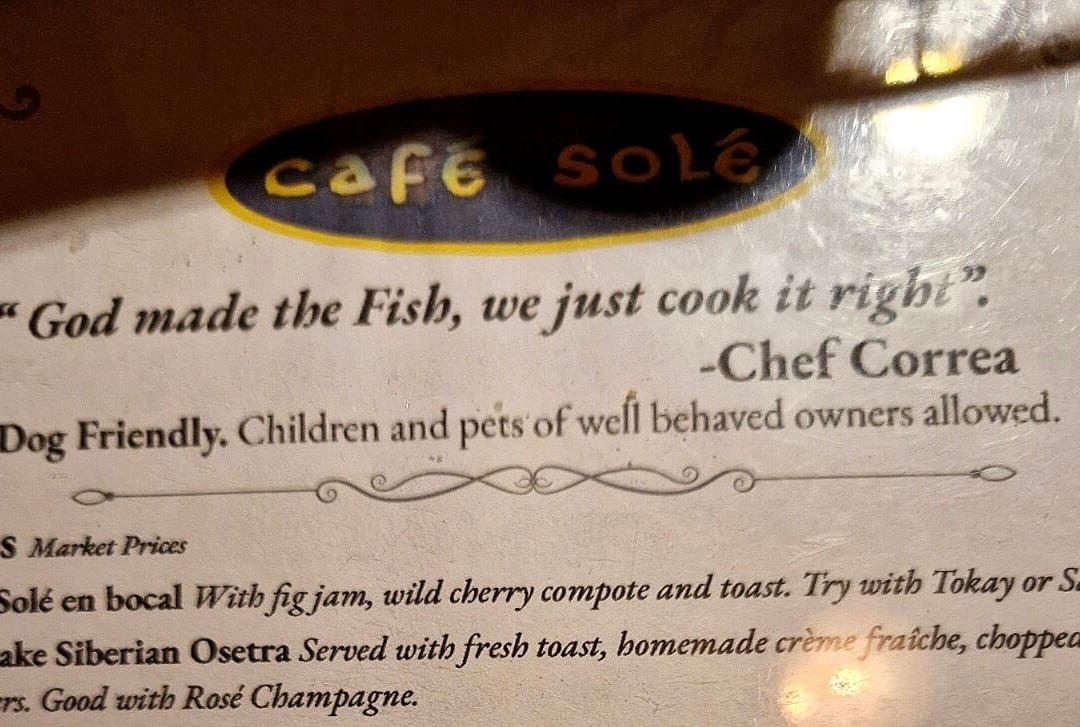 café solé
“God made the Fish, we just cook it right”.
-Chef Correa
Dog Friendly. Children and pets of well behaved owners allowed.
s Market Prices
Solé en bocal With fig jam, wild cherry compote and toast. Try with Tokay or
ake Siberian Osetra Served with fresh toast, homemade crème fraîche, chopped
rs. Good with Rosé Champagne.